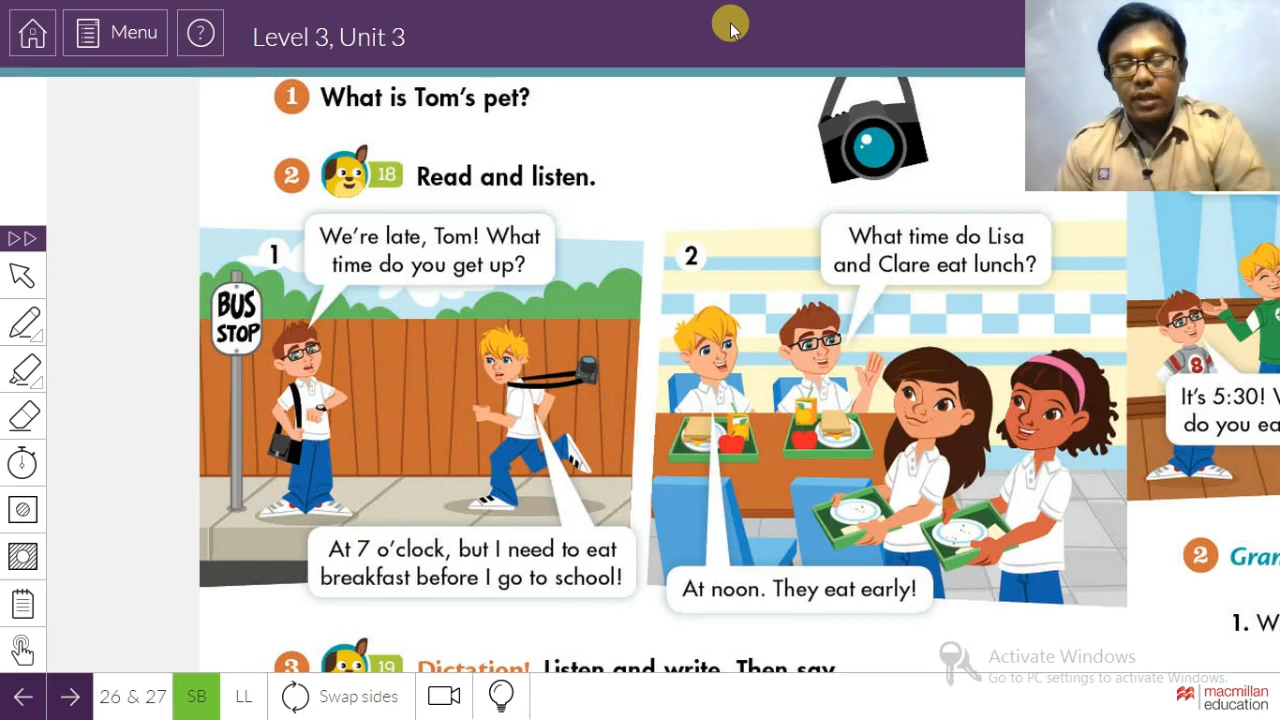 Menu
?
Level 3, Unit 3
1 What is Tom's pet?
2 18 Read and listen.
1
We're late, Tom! What
time do you get up?
BUS
STOP
At 7 o'clock, but I need to eat
breakfast before I go to school!
2
What time do Lisa
and Clare eat lunch?
At noon. They eat early!
8
It's 5:30!
do you
2
1.
3 19 Dictation! Listen and write. Then say
Activate Windows
Go to PC settings to activate Windows.
26 & 27
SB
LL
Swap sides
macmillan
education